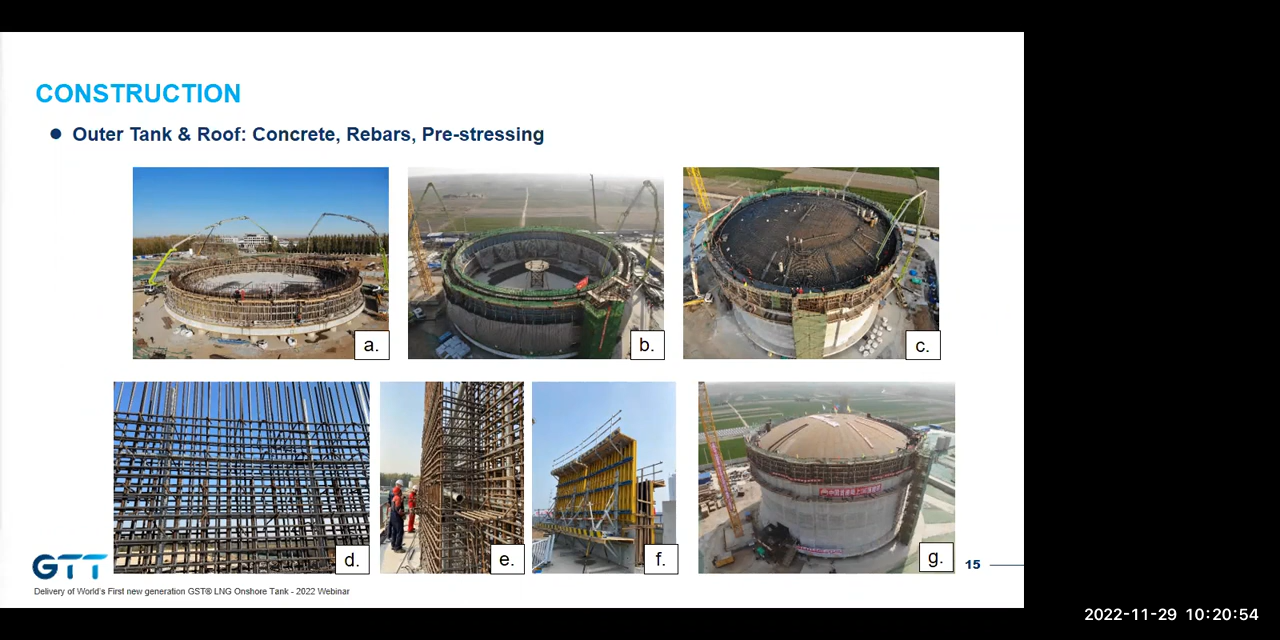 CONSTRUCTION
● Outer Tank & Roof: Concrete, Rebars, Pre-stressing
a.
b.
c.
d.
e.
f.
g.
GTT
15
Delivery of World's First new generation GST® LNG Onshore Tank - 2022 Webinar
2022-11-29 10:20:54